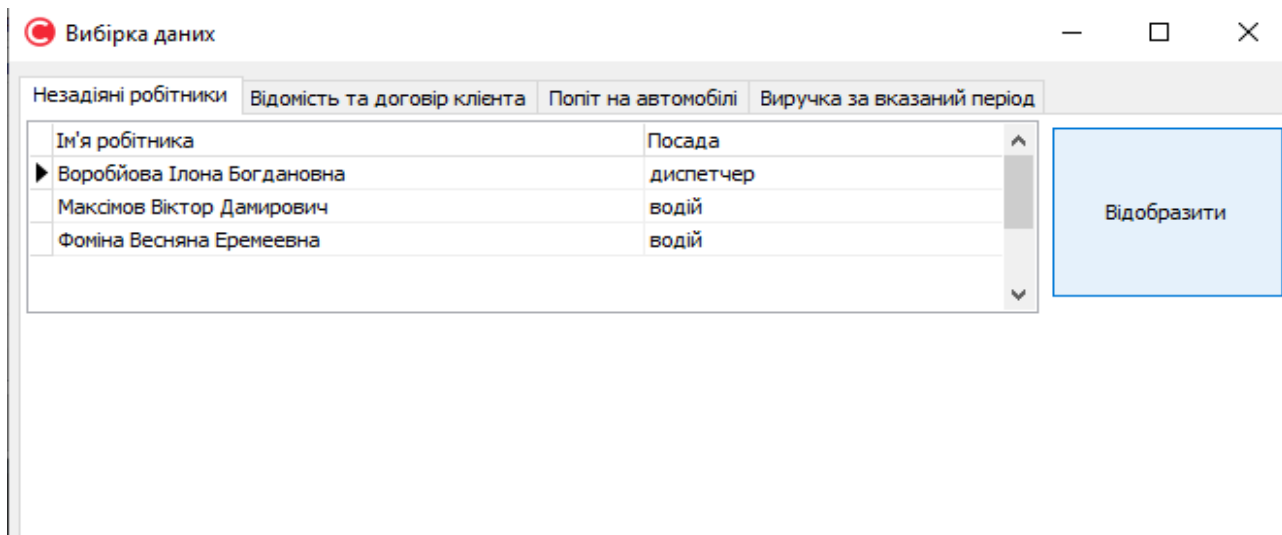 Вибірка даних
Незадіяні робітники Відомість та договір клієнта Попіт на автомобілі Виручка за вказаний період
Ім'я робітника Посада
Воробйова Ілона Богдановна диспетчер
Максімов Віктор Дамирович водій
Фоміна Весняна Еремеевна водій
Відобразити